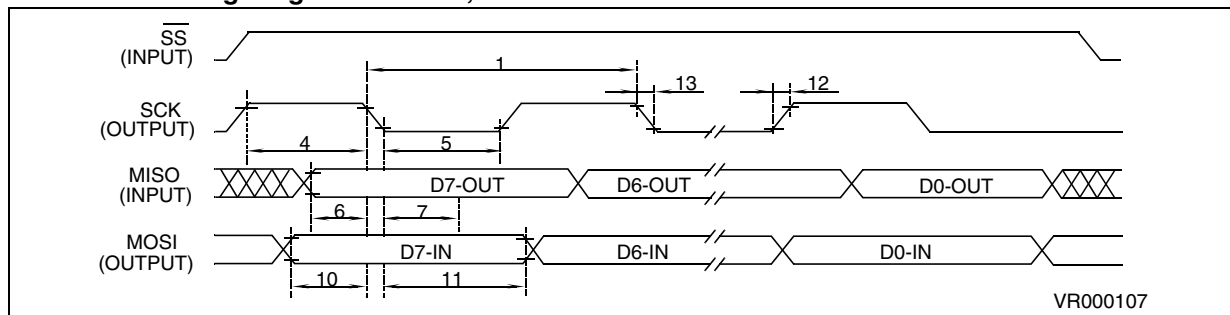 SS
(INPUT)
1
13
12
SCK
(OUTPUT)
4
5
MISO
(INPUT)
D7-OUT
D6-OUT
D0-OUT
6
7
MOSI
(OUTPUT)
D7-IN
D6-IN
D0-IN
10
11
VR000107